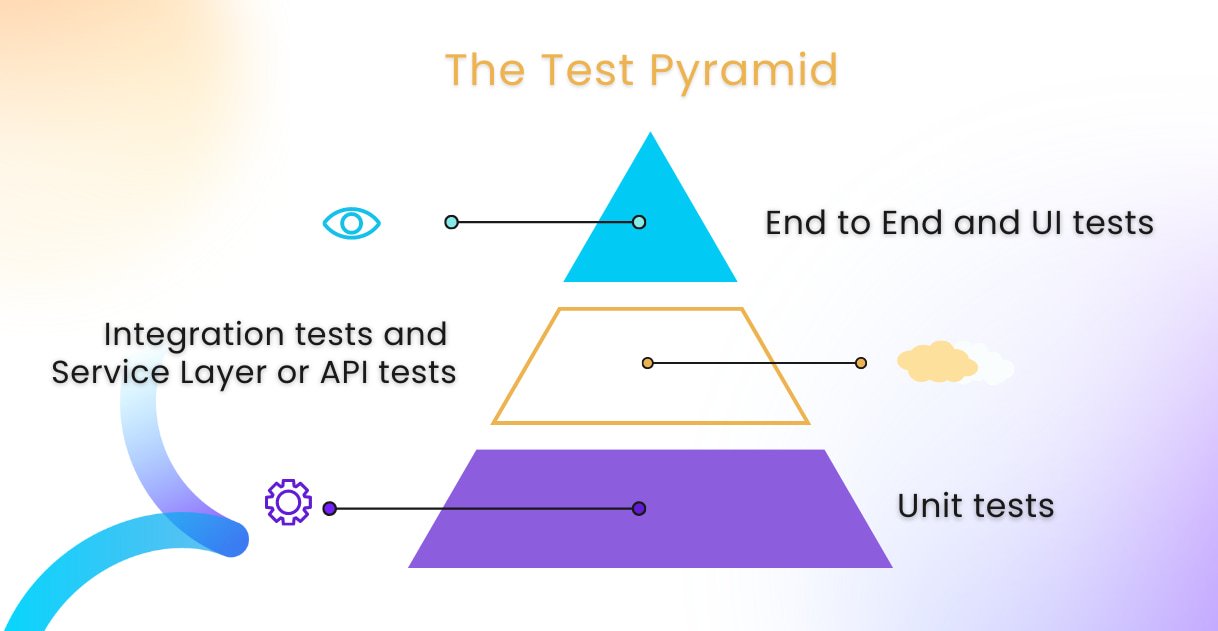 The Test Pyramid
End to End and UI tests
Integration tests and
Service Layer or API tests
Unit tests